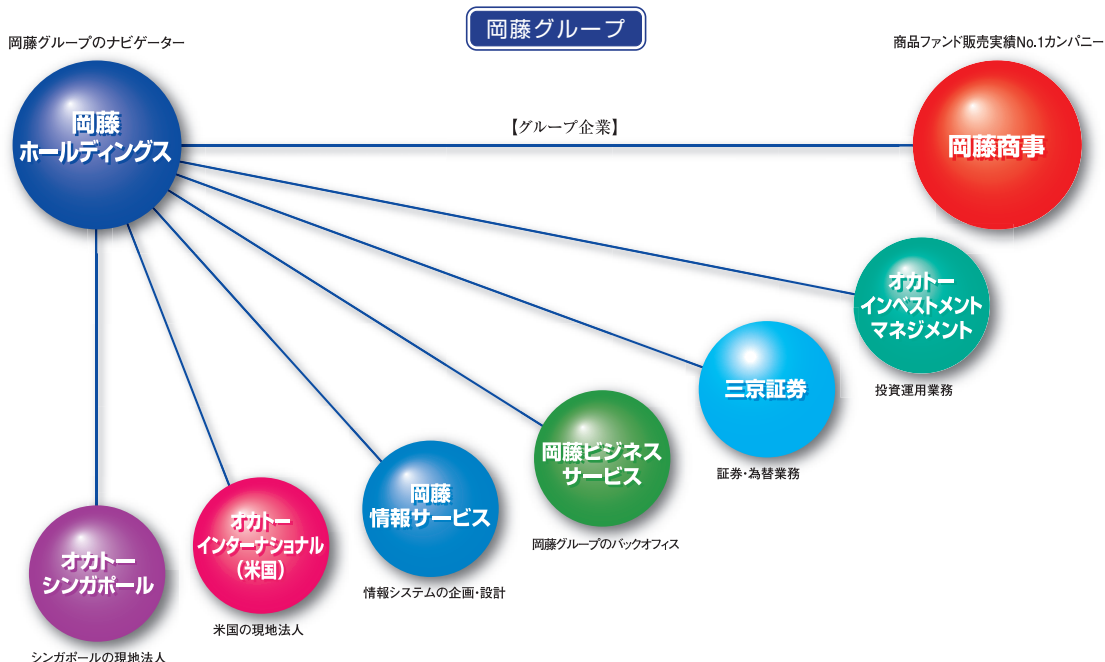 岡藤グループ
岡藤グループのナビゲーター
商品ファンド販売実績No.1カンパニー
岡藤
ホールディングス
【グループ企業】
岡藤商事
オカトー
インベストメント
マネジメント
投資運用業務
三京証券
証券・為替業務
岡藤ビジネス
サービス
岡藤グループのバックオフィス
岡藤
情報サービス
情報システムの企画・設計
オカトー
インターナショナル
(米国)
米国の現地法人
オカトー
シンガポール
シンガポールの現地法人